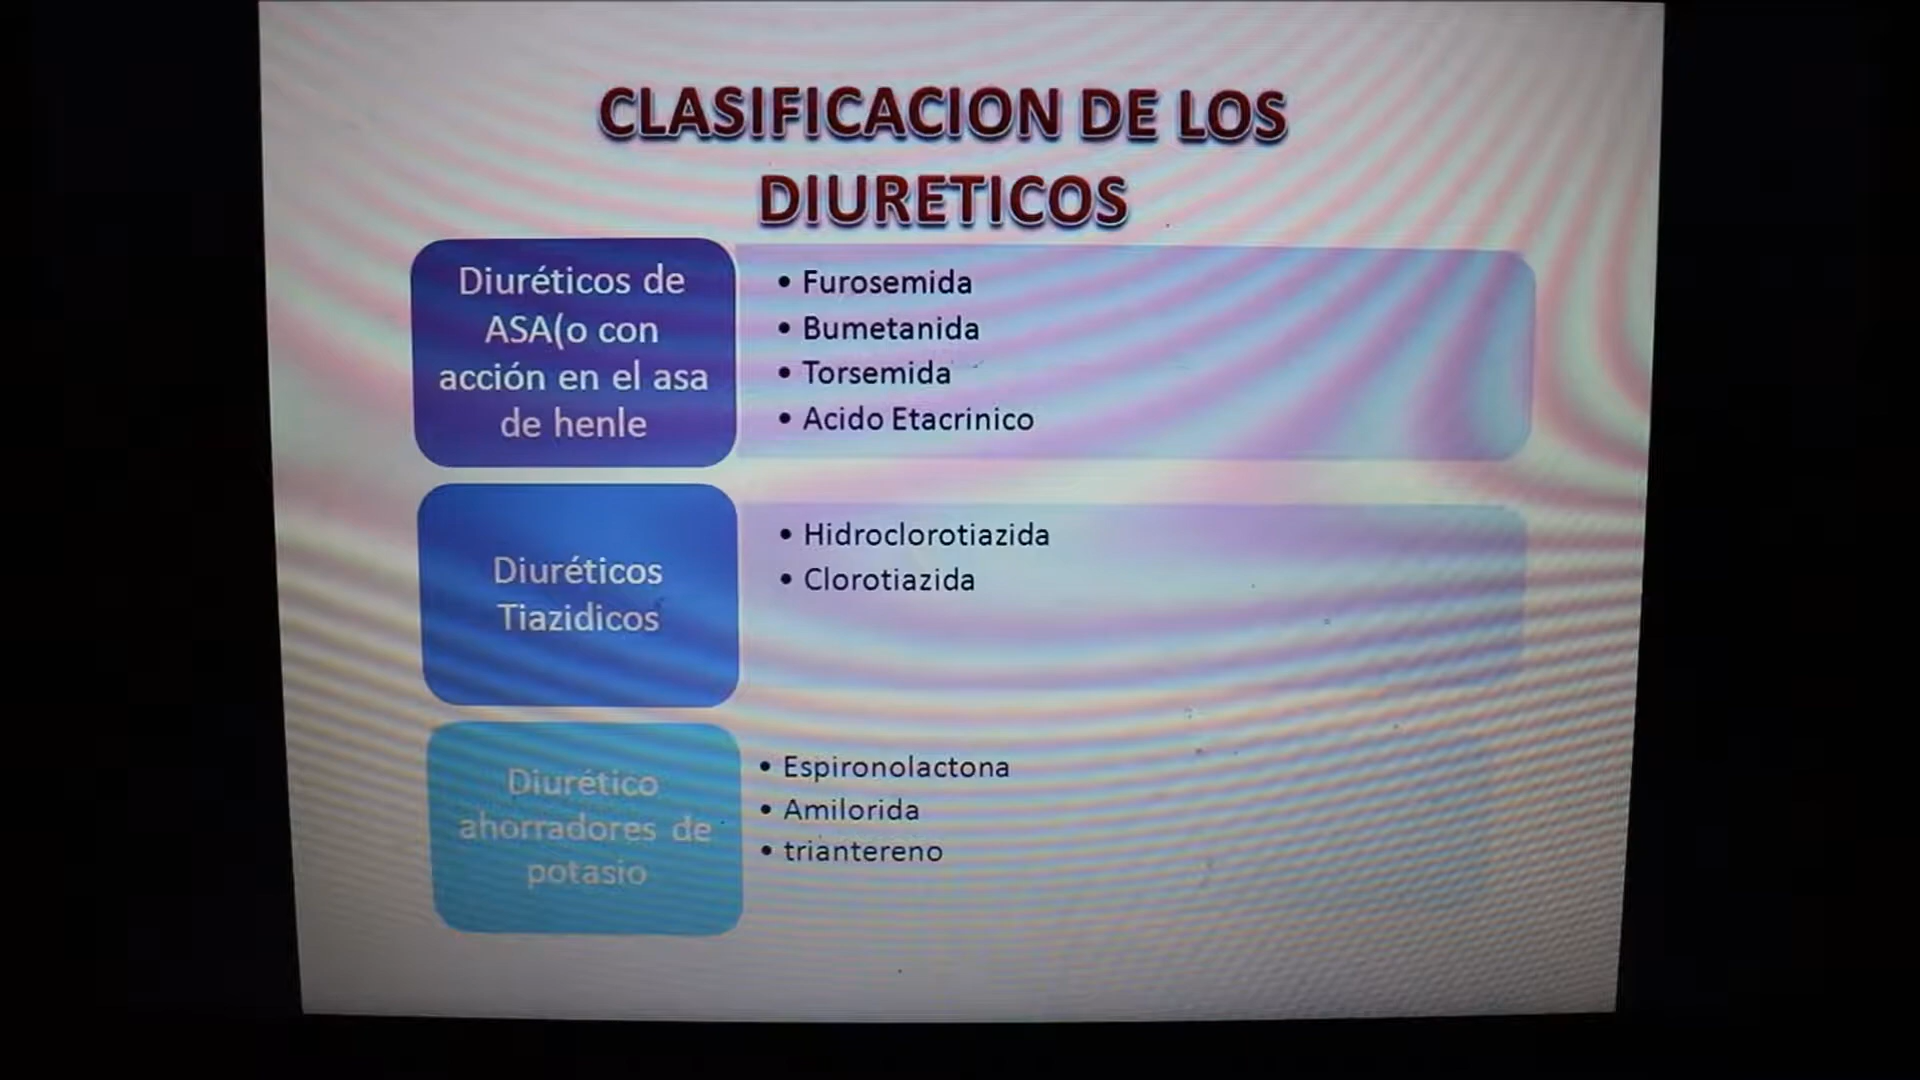 CLASIFICACION DE LOS
DIURETICOS
Diuréticos de
ASA(o con
acción en el asa
de henle
• Furosemida
• Bumetanida
• Torsemida
• Acido Etacrinico
Diuréticos
Tiazidicos
• Hidroclorotiazida
• Clorotiazida
Diurético
ahorradores de
potasio
• Espironolactona
• Amilorida
• triantereno